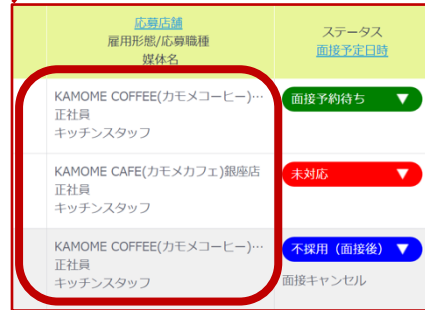 応募店舗
雇用形態/応募職種
媒体名
ステータス
面接予定日時
KAMOME COFFEE(カモメコーヒー)…
正社員
キッチンスタッフ
面接予約待ち ▼
KAMOME CAFE(カモメカフェ)銀座店
正社員
キッチンスタッフ
未対応 ▼
KAMOME COFFEE(カモメコーヒー)…
正社員
キッチンスタッフ
不採用（面接後） ▼
面接キャンセル